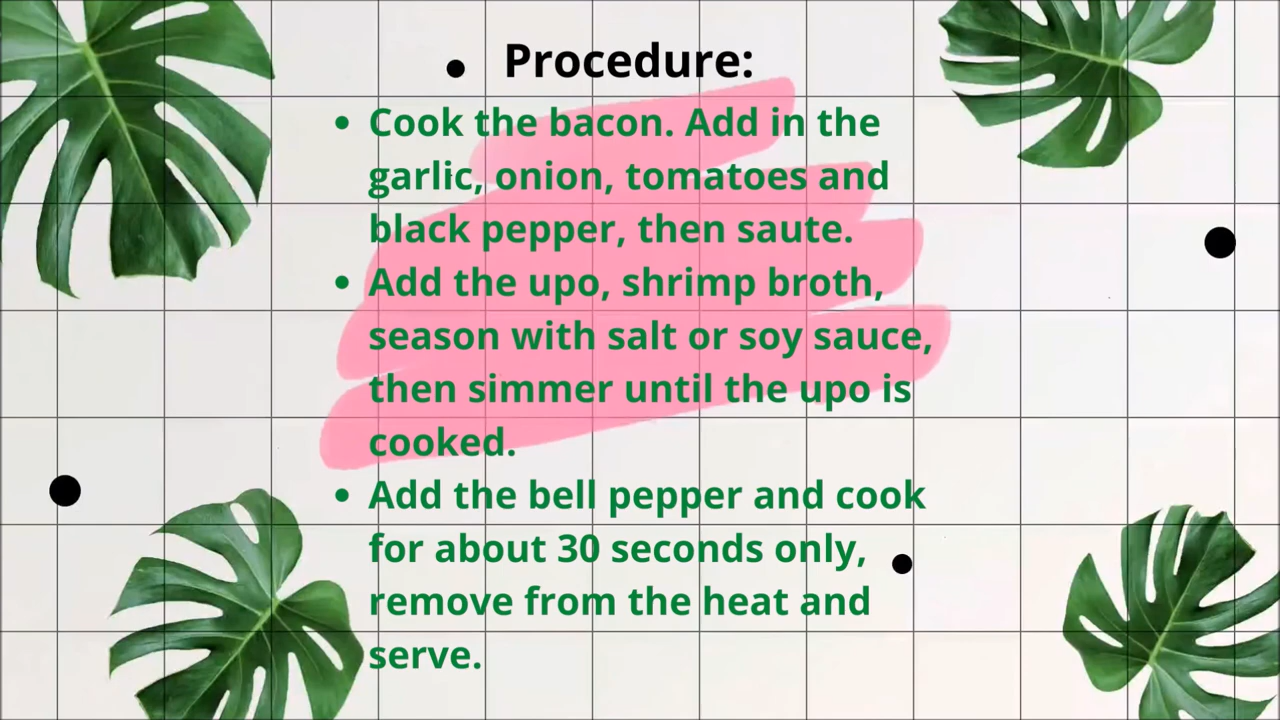 Procedure:
• Cook the bacon. Add in the
garlic, onion, tomatoes and
black pepper, then saute.
• Add the upo, shrimp broth,
season with salt or soy sauce,
then simmer until the upo is
cooked.
• Add the bell pepper and cook
for about 30 seconds only,
remove from the heat and
serve.